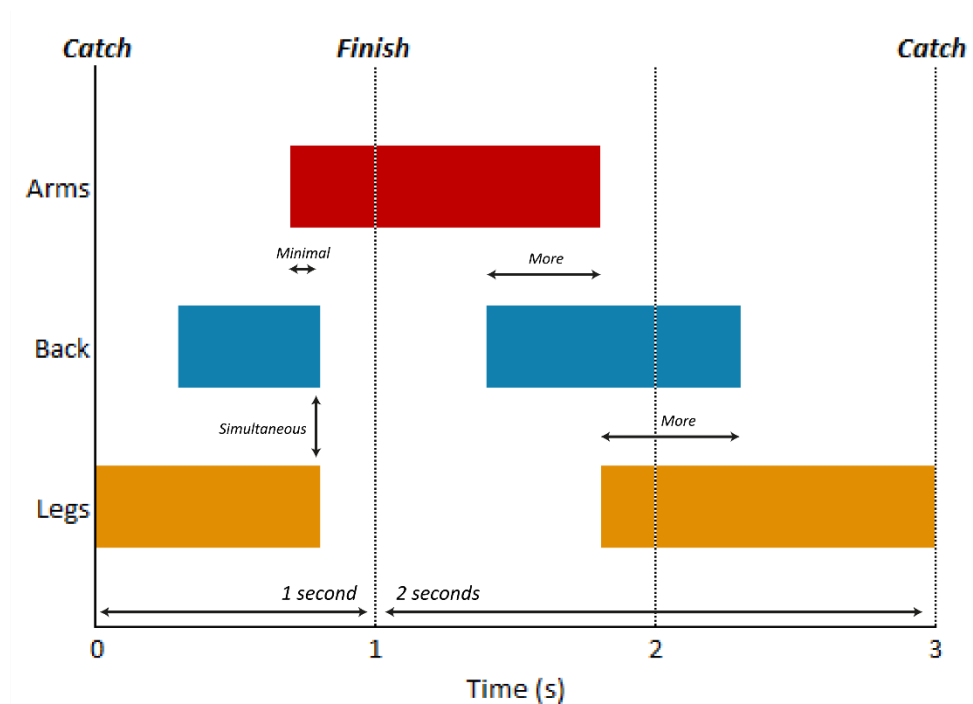 Catch Finish Catch
Arms
Minimal
More
Back
Simultaneous
More
Legs
1 second 2 seconds
0 1 2 3
Time (s)